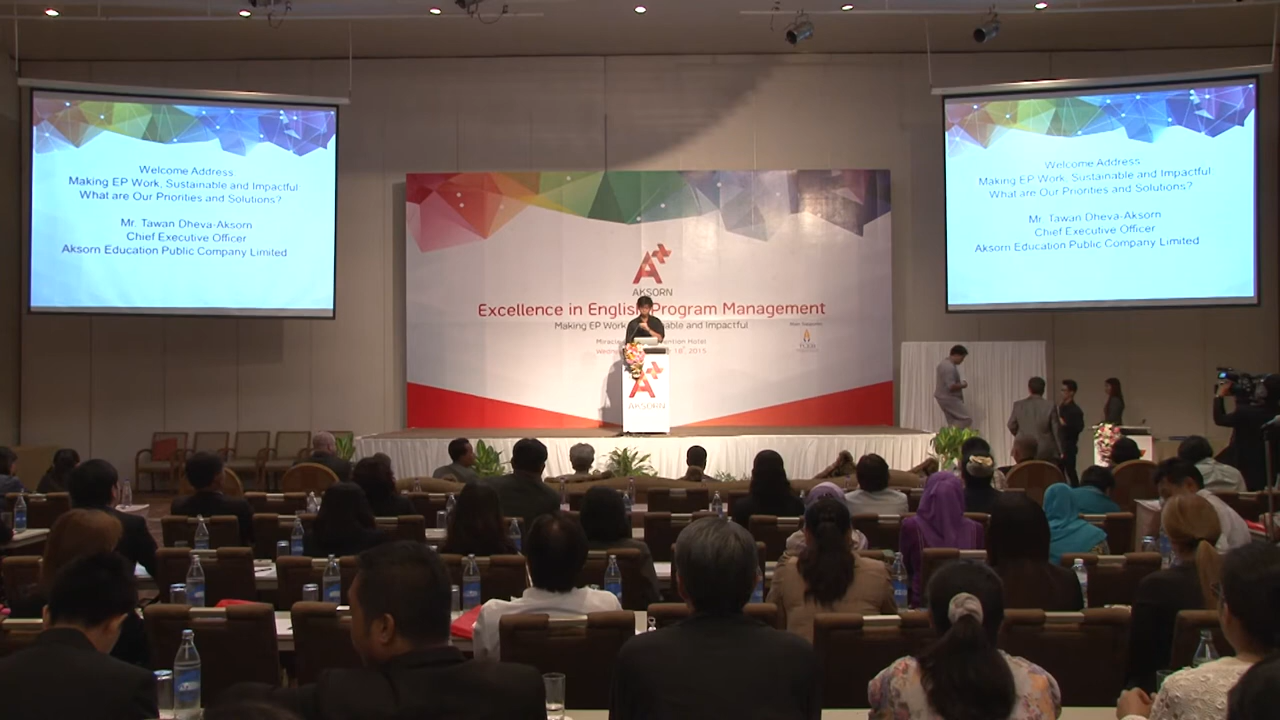 Welcome Address
Making EP Work, Sustainable and Impactful
What are Our Priorities and Solutions?
Mr. Tawan Dheva-Aksorn
Chief Executive Officer
Aksorn Education Public Company Limited
AKSORN
Excellence in English Program Management
Making EP Work, able and Impactful
AKSORN
Welcome Address
Making EP Work, Sustainable and Impactful
What are Our Priorities and Solutions?
Mr. Tawan Dheva-Aksorn
Chief Executive Officer
Aksorn Education Public Company Limited